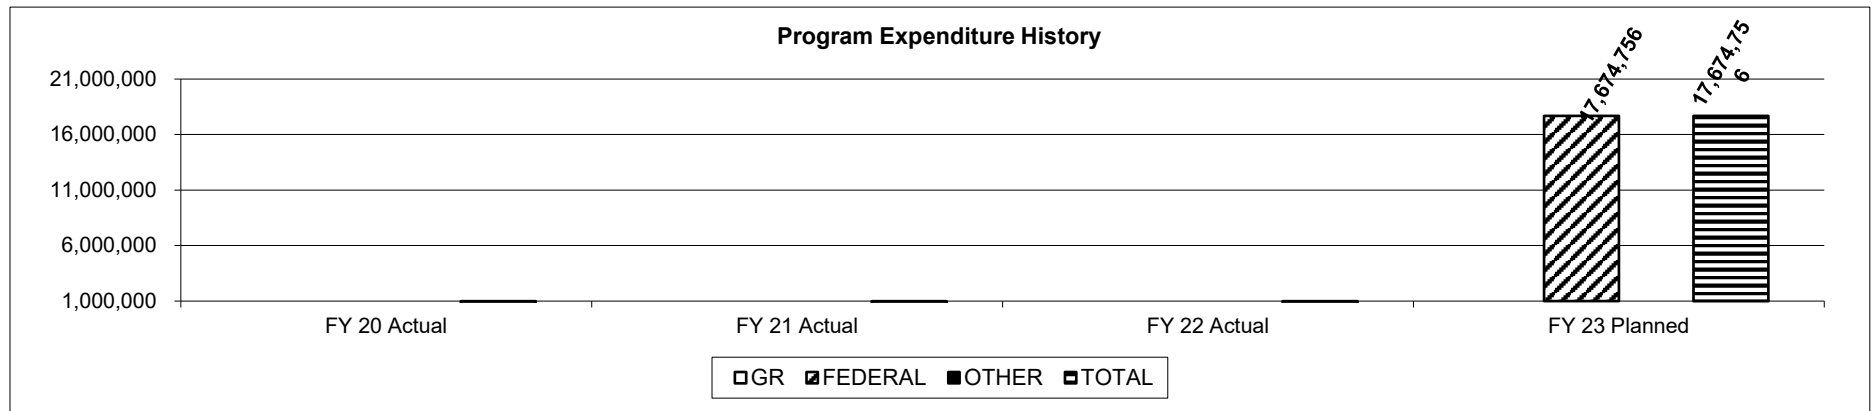 Program Expenditure History
17,674,756
17,674,75
6
21,000,000
16,000,000
11,000,000
6,000,000
1,000,000
FY 20 Actual FY 21 Actual FY 22 Actual FY 23 Planned
GR FEDERAL OTHER TOTAL